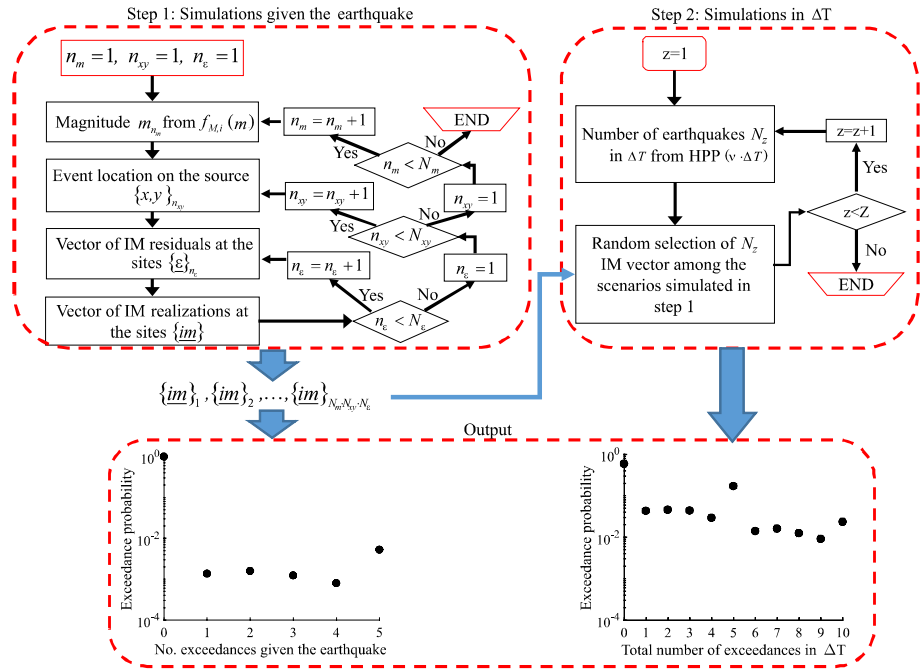 Step 1: Simulations given the earthquake
n_m = 1, n_xy = 1, n_ε = 1
Magnitude m_{n_m} from f_{M,i}(m)
Event location on the source
{x,y}_{n_xy}
Vector of IM residuals at the
sites {ε}_{n_ε}
Vector of IM realizations at
the sites {im}
n_m = n_m + 1
END
Yes
No
n_m < N_m
n_xy = n_xy + 1
n_xy = 1
Yes
No
n_xy < N_xy
n_ε = n_ε + 1
n_ε = 1
Yes
No
n_ε < N_ε
Step 2: Simulations in ΔT
z=1
Number of earthquakes N_z
in ΔT from HPP (ν·ΔT)
z=z+1
Yes
z<Z
No
END
Random selection of N_z
IM vector among the
scenarios simulated in
step 1
{im}_1, {im}_2, ..., {im}_{N_m·N_xy·N_ε}
Output
Exceedance probability
10^0
10^-2
10^-4
0 1 2 3 4 5
No. exceedances given the earthquake
Exceedance probability
10^0
10^-2
10^-4
0 1 2 3 4 5 6 7 8 9 10
Total number of exceedances in ΔT